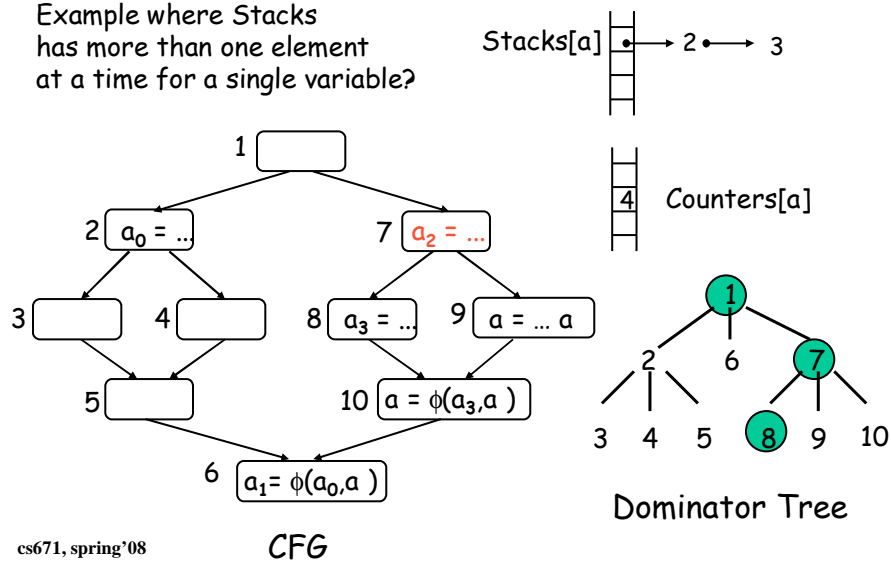 Example where Stacks
has more than one element
at a time for a single variable?
Stacks[a] 2 3
4 Counters[a]
1
2 a₀ = ...
7 a₂ = ...
3
4
8 a₃ = ...
9 a = ... a
5
10 a = ϕ(a₃,a )
6 a₁= ϕ(a₀,a )
CFG
1
2 6 7
3 4 5 8 9 10
Dominator Tree
cs671, spring'08